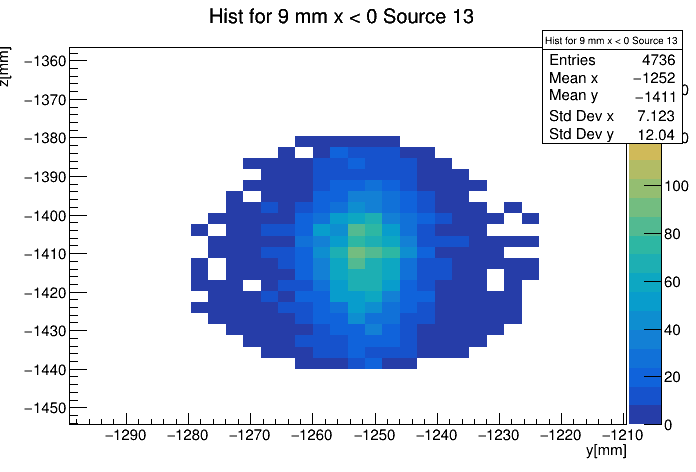 Hist for 9 mm x < 0 Source 13
z[mm]
Hist for 9 mm x < 0 Source 13
Entries 4736
Mean x −1252
Mean y −1411
Std Dev x 7.123
Std Dev y 12.04
−1360
−1370
−1380
−1390
−1400
−1410
−1420
−1430
−1440
−1450
100
80
60
40
20
0
−1290 −1280 −1270 −1260 −1250 −1240 −1230 −1220 −1210
y[mm]